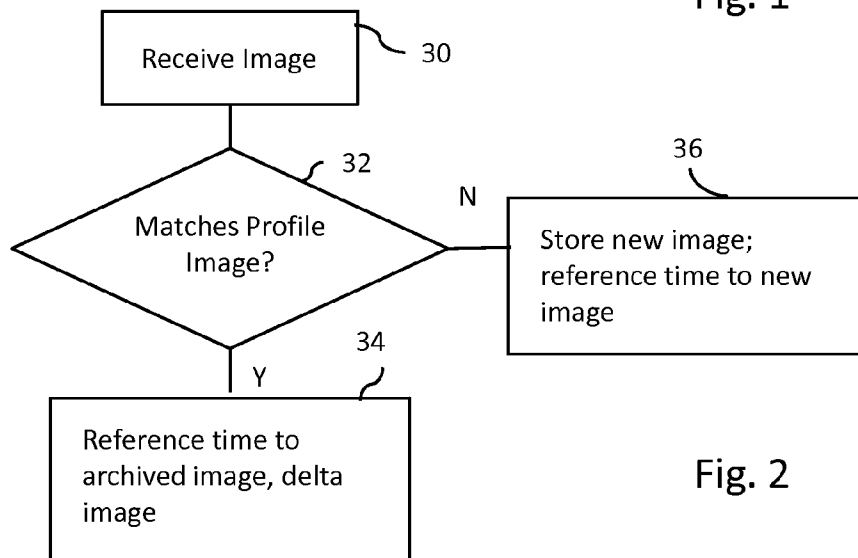 Fig. 1
Receive Image
30
32
Matches Profile
Image?
N
36
Store new image;
reference time to new
image
34
Y
Reference time to
archived image, delta
image
Fig. 2